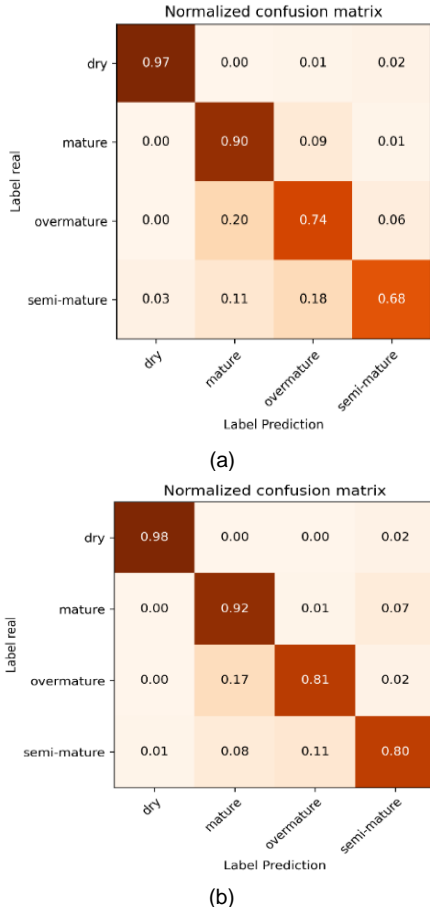 Normalized confusion matrix
dry 0.97 0.00 0.01 0.02
mature 0.00 0.90 0.09 0.01
overmature 0.00 0.20 0.74 0.06
semi-mature 0.03 0.11 0.18 0.68
Label real
dry mature overmature semi-mature
Label Prediction
(a)
Normalized confusion matrix
dry 0.98 0.00 0.00 0.02
mature 0.00 0.92 0.01 0.07
overmature 0.00 0.17 0.81 0.02
semi-mature 0.01 0.08 0.11 0.80
Label real
dry mature overmature semi-mature
Label Prediction
(b)